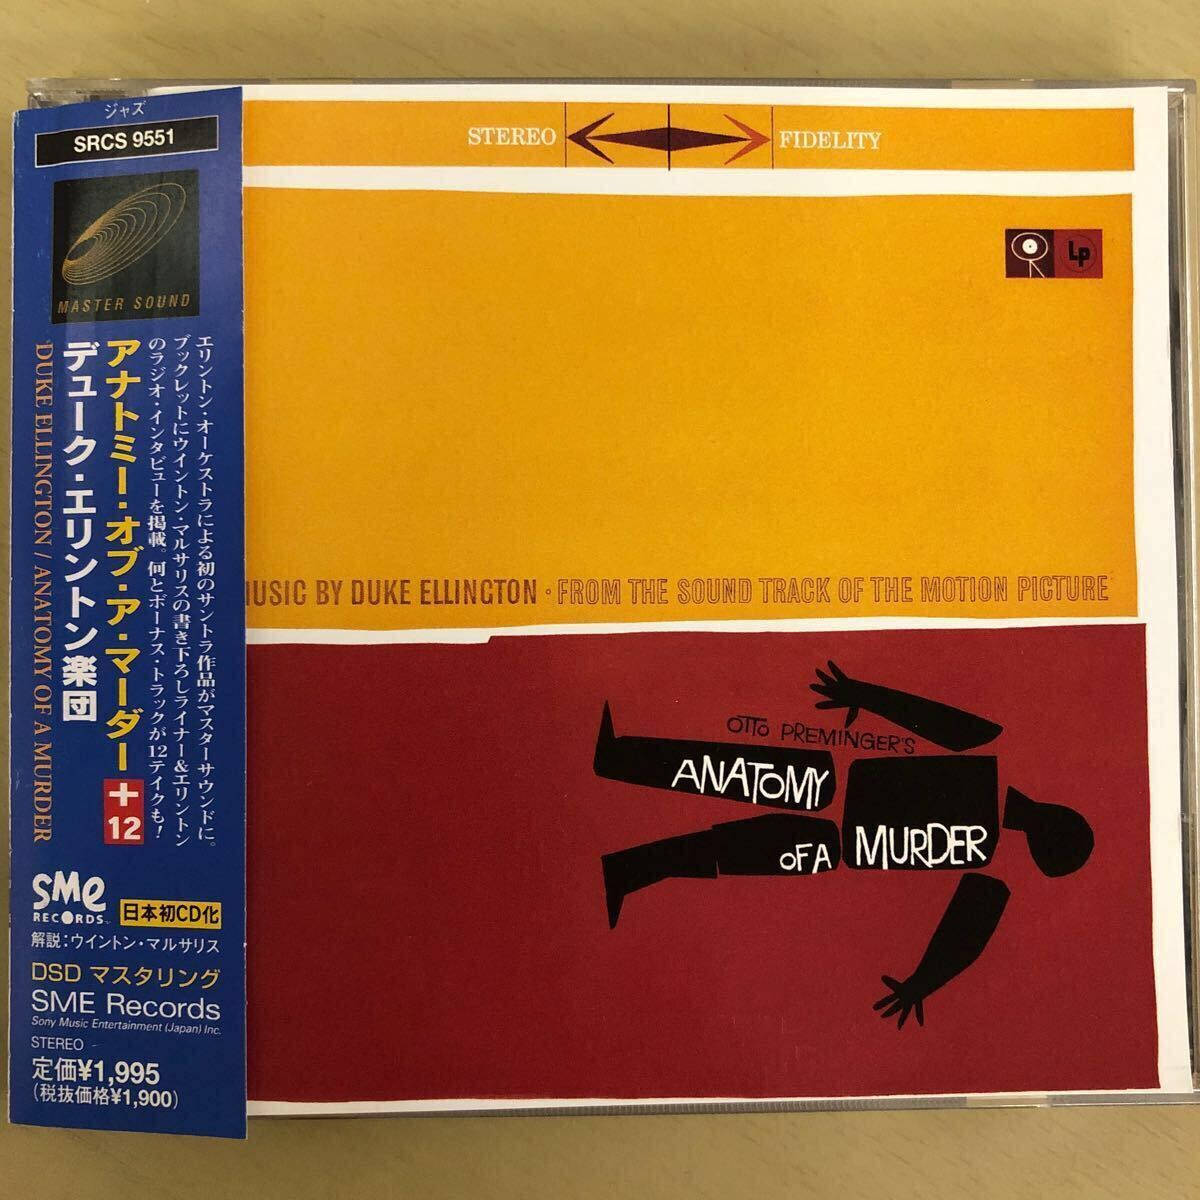 ジャズ
SRCS 9551
MASTER SOUND
エリントン・オーケストラによる初のサントラ作品がマスターサウンドに。
ブックレットにウイントン・マルサリスの書き下ろしライナー&エリントン
のラジオ・インタビューを掲載。何とボーナス・トラックが12テイクも!
アナトミー・オブ・ア・マーダー+12
デューク・エリントン楽団
DUKE ELLINGTON / ANATOMY OF A MURDER
SMe
RECORDS
日本初CD化
解説:ウイントン・マルサリス
DSD マスタリング
SME Records
Sony Music Entertainment (Japan) Inc.
STEREO
定価¥1,995
(税抜価格¥1,900)
STEREO FIDELITY
Lp
MUSIC BY DUKE ELLINGTON · FROM THE SOUND TRACK OF THE MOTION PICTURE
OTTO PREMINGER'S
ANATOMY
OF A MURDER